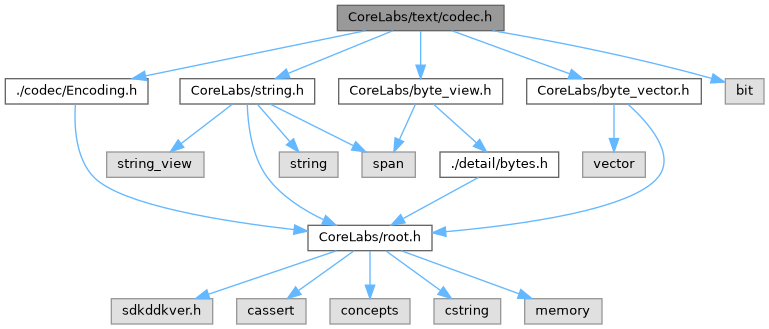 CoreLabs/text/codec.h
./codec/Encoding.h
CoreLabs/string.h
CoreLabs/byte_view.h
CoreLabs/byte_vector.h
bit
string_view
string
span
./detail/bytes.h
vector
CoreLabs/root.h
sdkddkver.h
cassert
concepts
cstring
memory